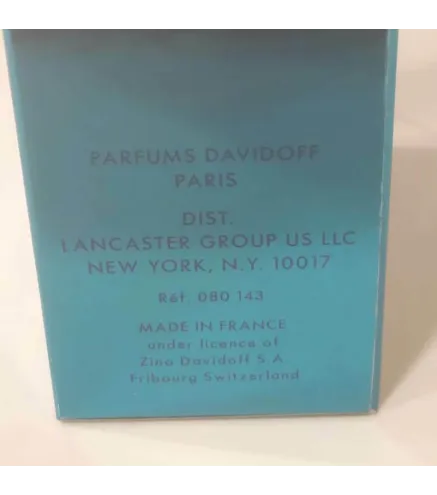 PARFUMS DAVIDOFF
PARIS
DIST.
LANCASTER GROUP US LLC
NEW YORK, N.Y. 10017
Réf. 080 143
MADE IN FRANCE
under licence of
Zino Davidoff S.A.
Fribourg Switzerland